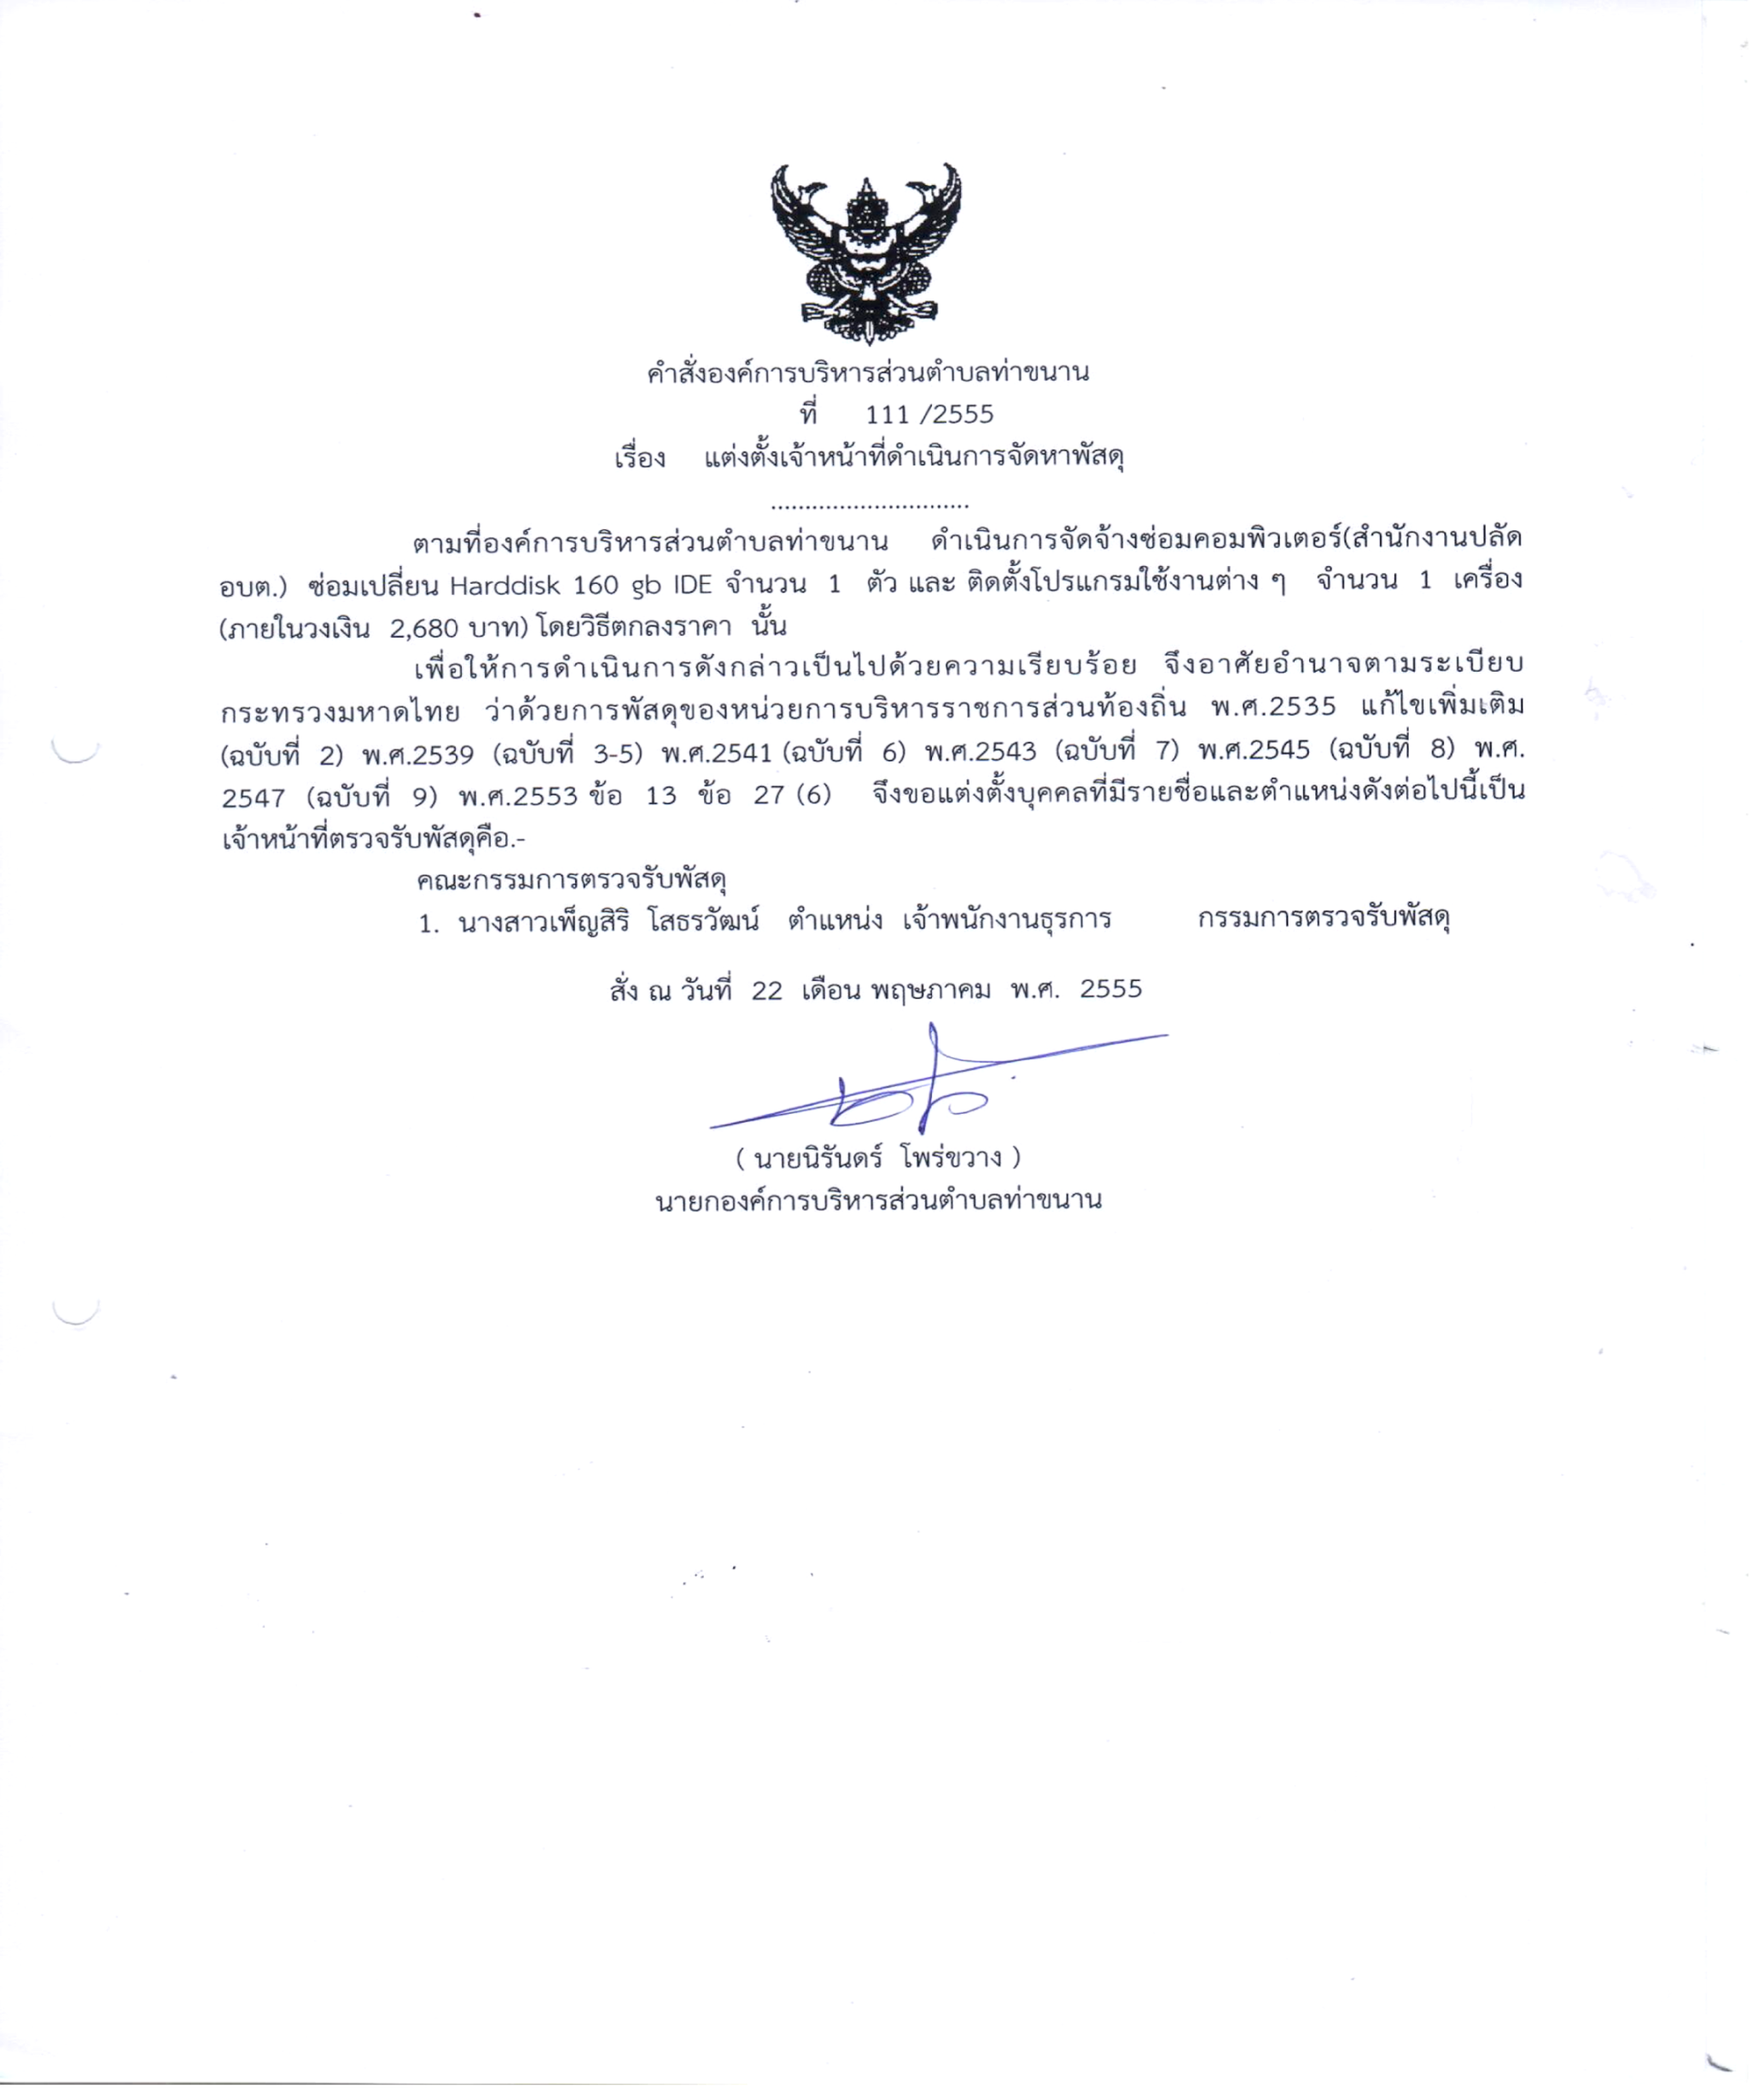 คำสั่งองค์การบริหารส่วนตำบลท่าขนาน
ที่ 111 /2555
เรื่อง แต่งตั้งเจ้าหน้าที่ดำเนินการจัดหาพัสดุ
.............................
ตามที่องค์การบริหารส่วนตำบลท่าขนาน ดำเนินการจัดจ้างซ่อมคอมพิวเตอร์(สำนักงานปลัด
อบต.) ซ่อมเปลี่ยน Harddisk 160 gb IDE จำนวน 1 ตัว และ ติดตั้งโปรแกรมใช้งานต่าง ๆ จำนวน 1 เครื่อง
(ภายในวงเงิน 2,680 บาท) โดยวิธีตกลงราคา นั้น
เพื่อให้การดำเนินการดังกล่าวเป็นไปด้วยความเรียบร้อย จึงอาศัยอำนาจตามระเบียบ
กระทรวงมหาดไทย ว่าด้วยการพัสดุของหน่วยการบริหารราชการส่วนท้องถิ่น พ.ศ.2535 แก้ไขเพิ่มเติม
(ฉบับที่ 2) พ.ศ.2539 (ฉบับที่ 3-5) พ.ศ.2541 (ฉบับที่ 6) พ.ศ.2543 (ฉบับที่ 7) พ.ศ.2545 (ฉบับที่ 8) พ.ศ.
2547 (ฉบับที่ 9) พ.ศ.2553 ข้อ 13 ข้อ 27 (6) จึงขอแต่งตั้งบุคคลที่มีรายชื่อและตำแหน่งดังต่อไปนี้เป็น
เจ้าหน้าที่ตรวจรับพัสดุคือ.-
คณะกรรมการตรวจรับพัสดุ
1. นางสาวเพ็ญสิริ โสธรวัฒน์ ตำแหน่ง เจ้าพนักงานธุรการ กรรมการตรวจรับพัสดุ
สั่ง ณ วันที่ 22 เดือน พฤษภาคม พ.ศ. 2555
( นายนิรันดร์ โพร่ขวาง )
นายกองค์การบริหารส่วนตำบลท่าขนาน